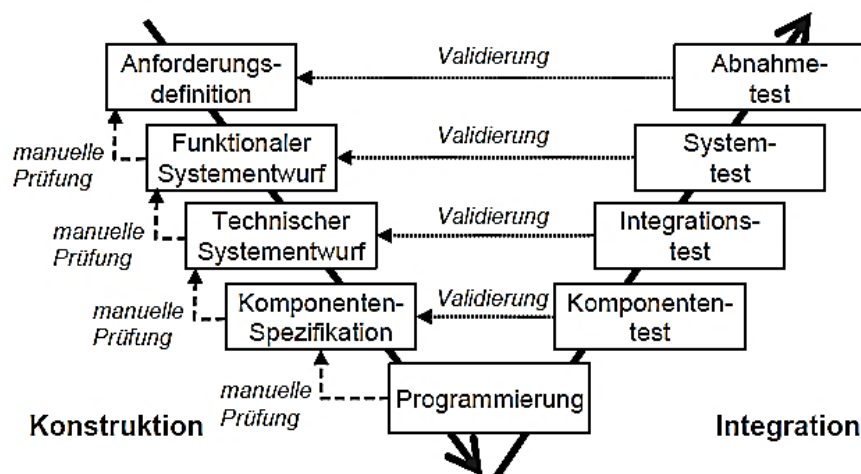 Anforderungs-
definition
Validierung
Abnahme-
test
manuelle
Prüfung
Funktionaler
Systementwurf
Validierung
System-
test
manuelle
Prüfung
Technischer
Systementwurf
Validierung
Integrations-
test
manuelle
Prüfung
Komponenten-
Spezifikation
Validierung
Komponenten-
test
manuelle
Prüfung
Programmierung
Konstruktion
Integration